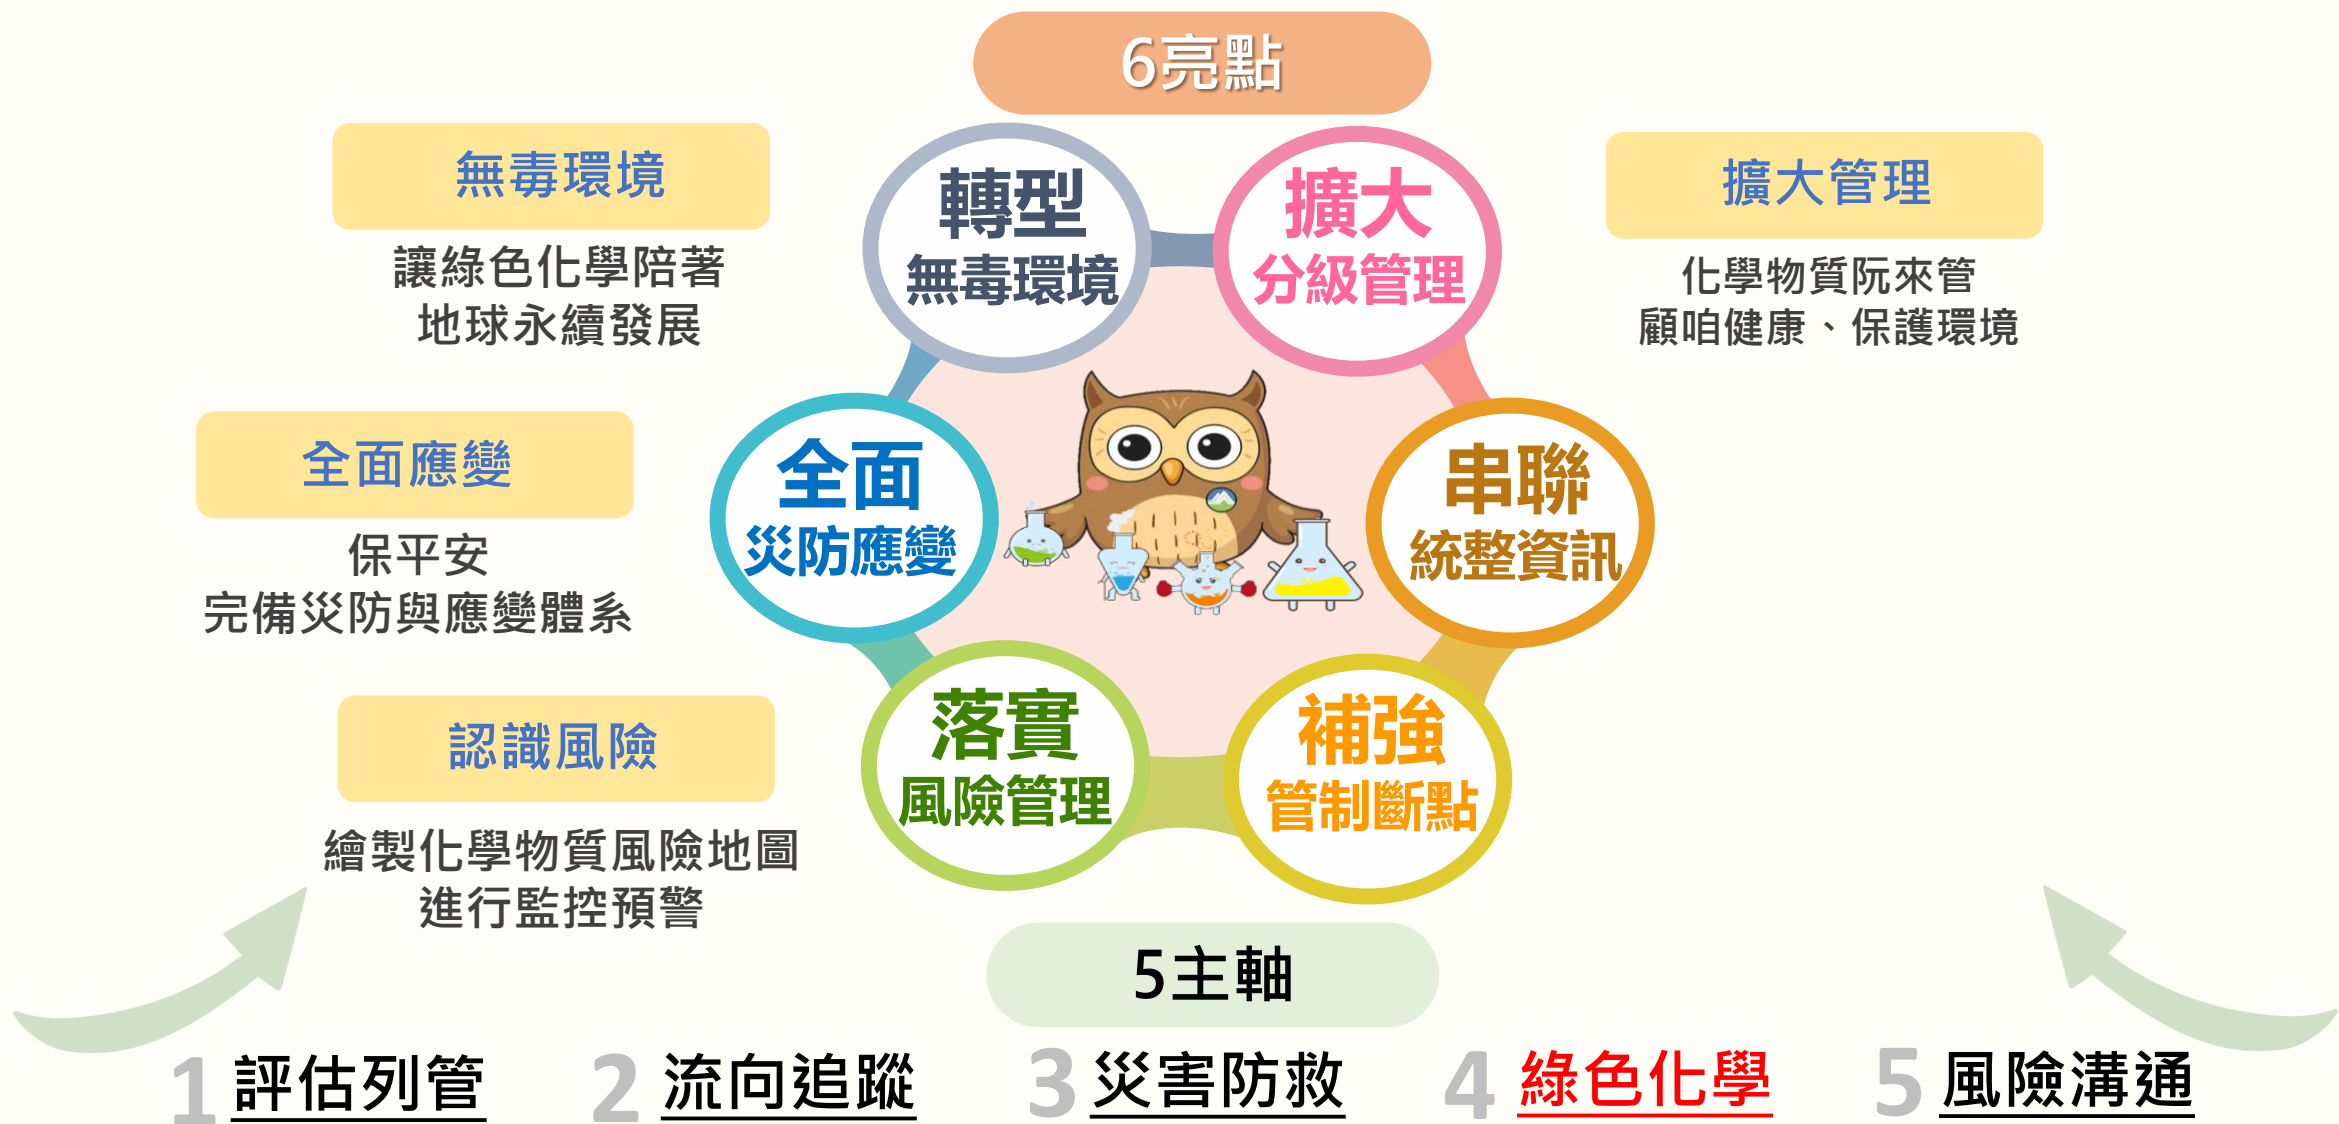 6亮點
無毒環境
讓綠色化學陪著
地球永續發展
全面應變
保平安
完備災防與應變體系
認識風險
繪製化學物質風險地圖
進行監控預警
轉型
無毒環境
擴大
分級管理
全面
災防應變
串聯
統整資訊
落實
風險管理
補強
管制斷點
擴大管理
化學物質阮來管
顧咱健康、保護環境
5主軸
1 評估列管
2 流向追蹤
3 災害防救
4 綠色化學
5 風險溝通